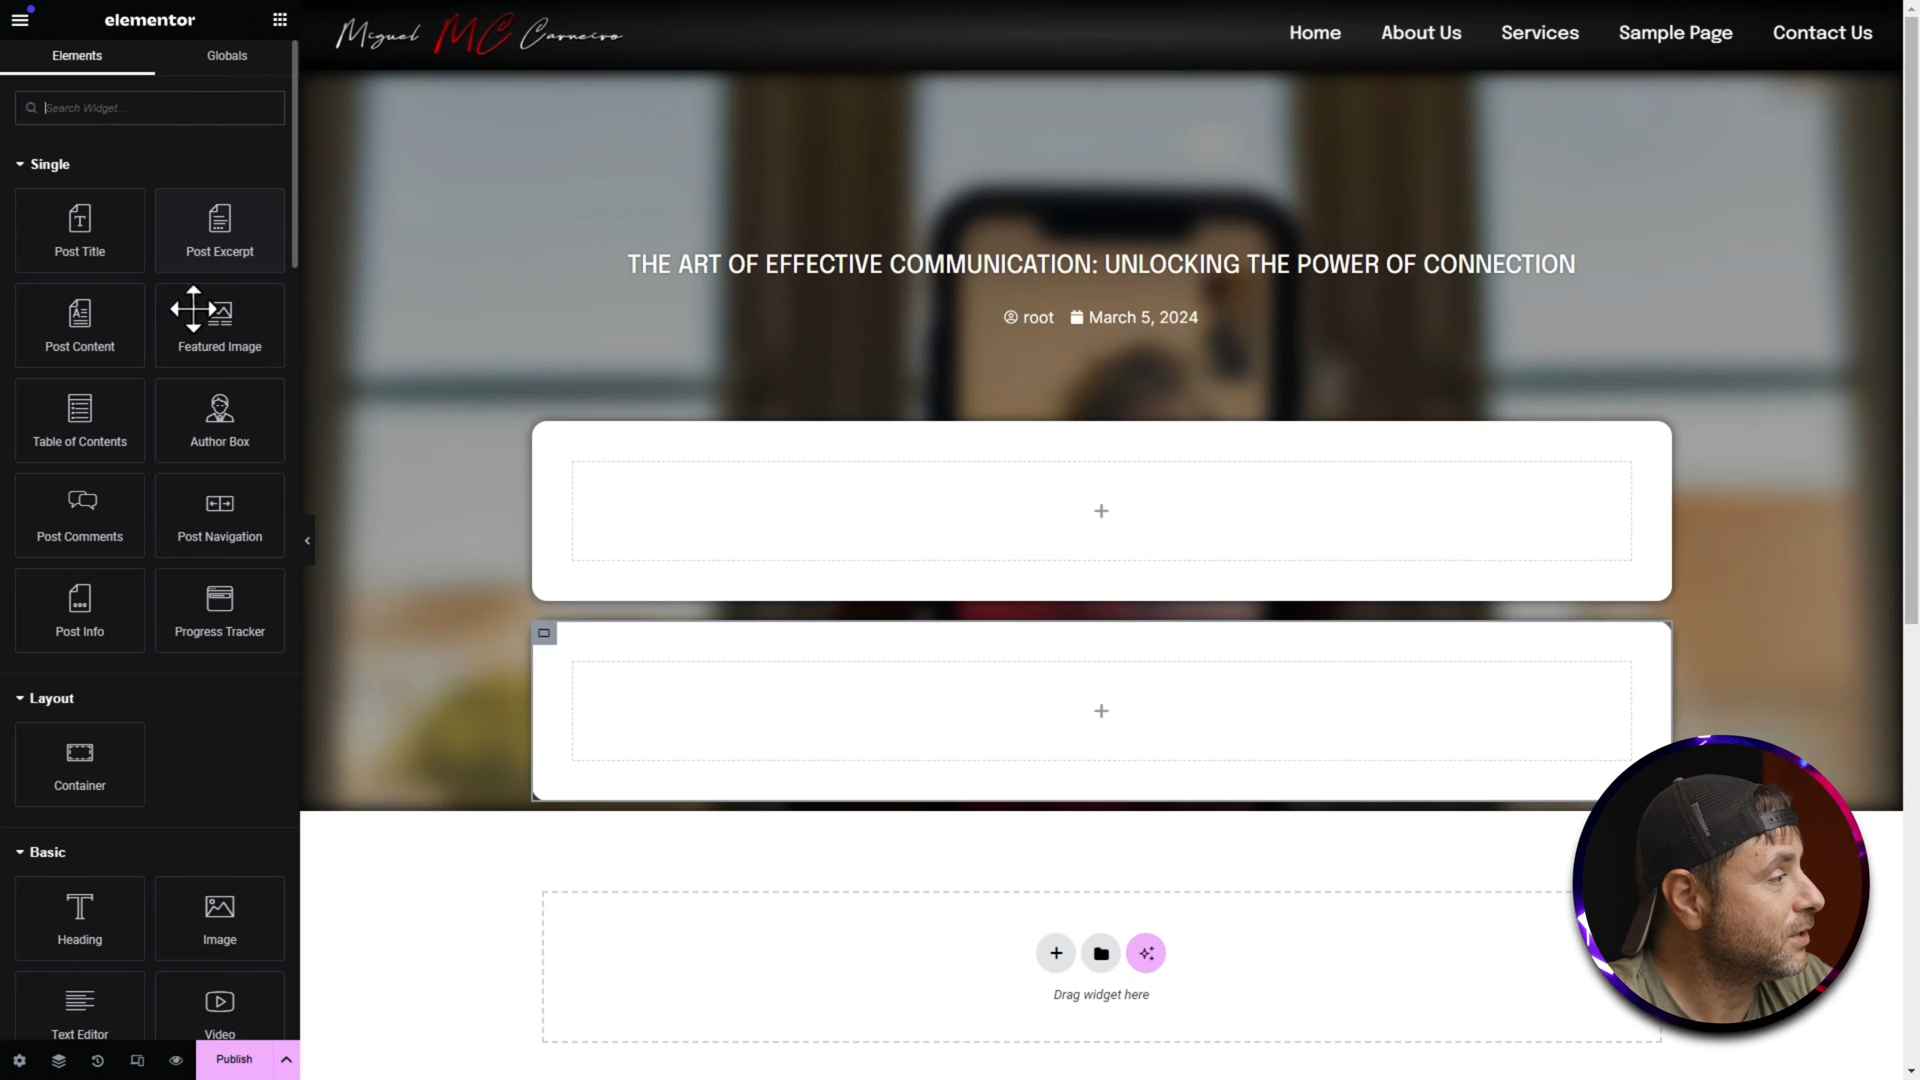 elementor
Elements
Globals
Search Widget...
Single
Post Title
Post Excerpt
Post Content
Featured Image
Table of Contents
Author Box
Post Comments
Post Navigation
Post Info
Progress Tracker
Layout
Container
Basic
Heading
Image
Text Editor
Video
Publish
Miguel MC Carneiro
Home
About Us
Services
Sample Page
Contact Us
THE ART OF EFFECTIVE COMMUNICATION: UNLOCKING THE POWER OF CONNECTION
root
March 5, 2024
Drag widget here